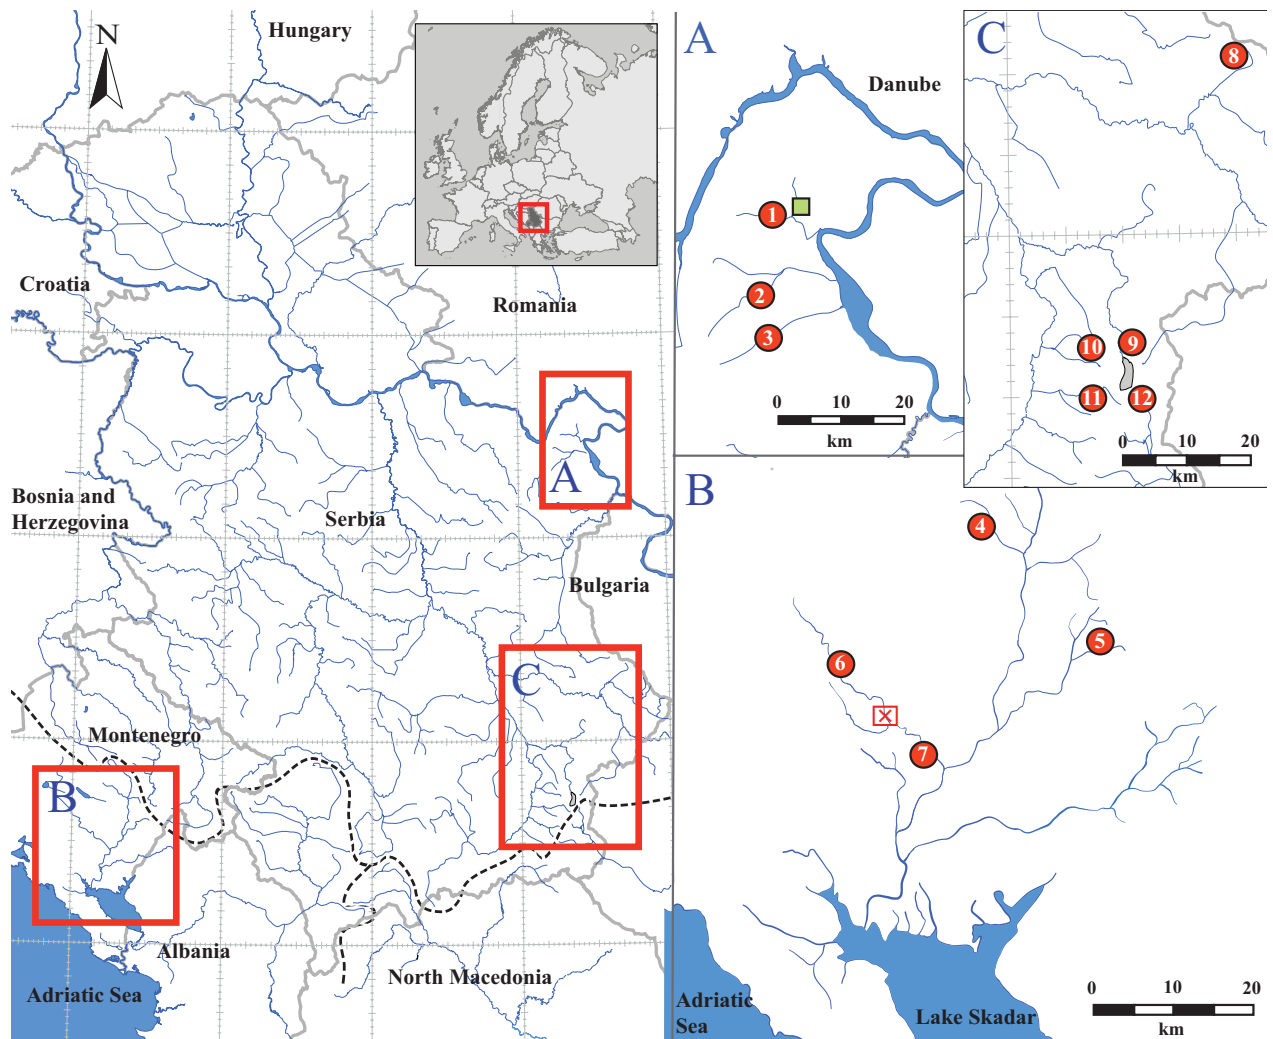 N
Hungary
Croatia
Romania
Bosnia and
Herzegovina
Serbia
Bulgaria
Montenegro
Albania
North Macedonia
Adriatic Sea
A
B
C
A
Danube
1
2
3
0 10 20
km
C
8
10
9
11
12
0 10 20
km
B
4
5
6
7
Adriatic
Sea
Lake Skadar
0 10 20
km